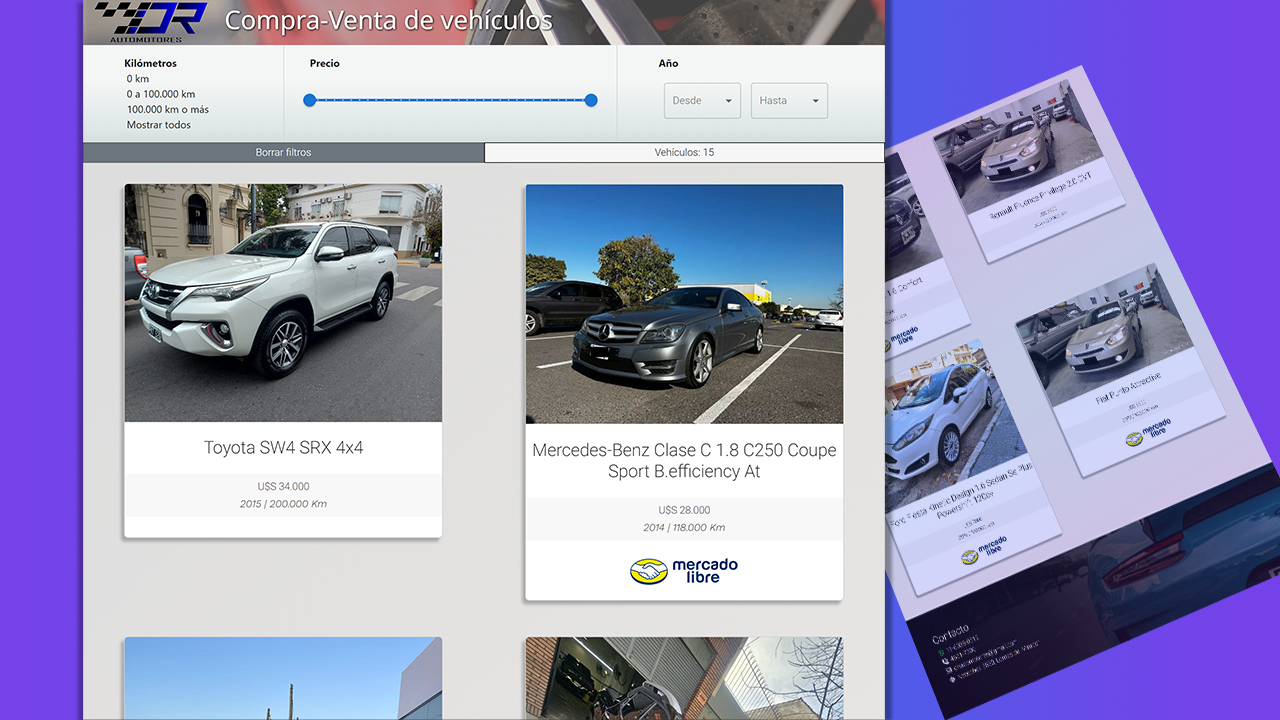 DR
AUTOMOTORES
Compra-Venta de vehículos
Kilómetros
0 km
0 a 100.000 km
100.000 km o más
Mostrar todos
Precio
Año
Desde
Hasta
Borrar filtros
Vehículos: 15
Toyota SW4 SRX 4x4
U$S 34.000
2015 | 200.000 Km
Mercedes-Benz Clase C 1.8 C250 Coupe
Sport B.efficiency At
U$S 28.000
2014 | 118.000 Km
mercado
libre
Renault Fluence Privilege 2.0 CVT
1.6 Confort
mercado
libre
Fiat Punto Attractive
mercado
libre
Ford Fiesta Kinetic Design 1.6 Sedan Se Plus
Powershift 120cv
mercado
libre
Contacto